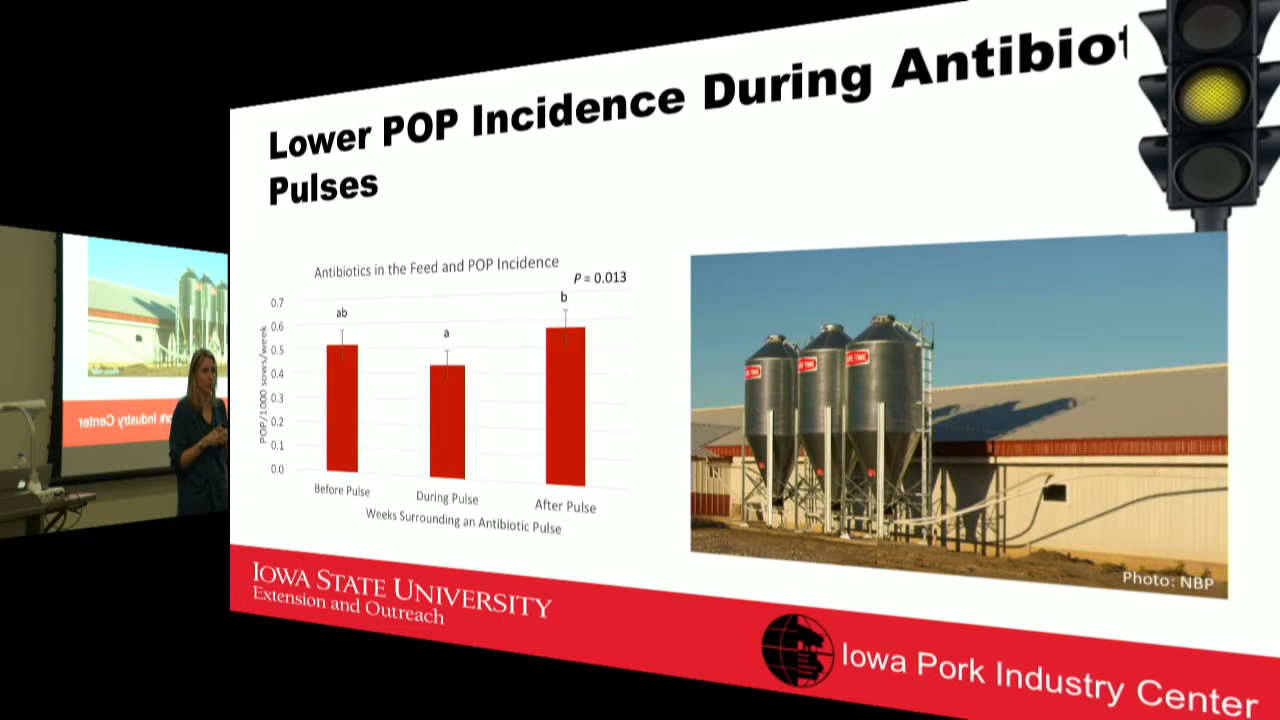 Lower POP Incidence During Antibiot
Pulses
Antibiotics in the Feed and POP Incidence
P = 0.013
ab
a
b
0.7
0.6
0.5
0.4
0.3
0.2
0.1
0.0
POP/1000 sows/week
Before Pulse
During Pulse
After Pulse
Weeks Surrounding an Antibiotic Pulse
Photo: NBP
IOWA STATE UNIVERSITY
Extension and Outreach
Iowa Pork Industry Center
rk Industry Center